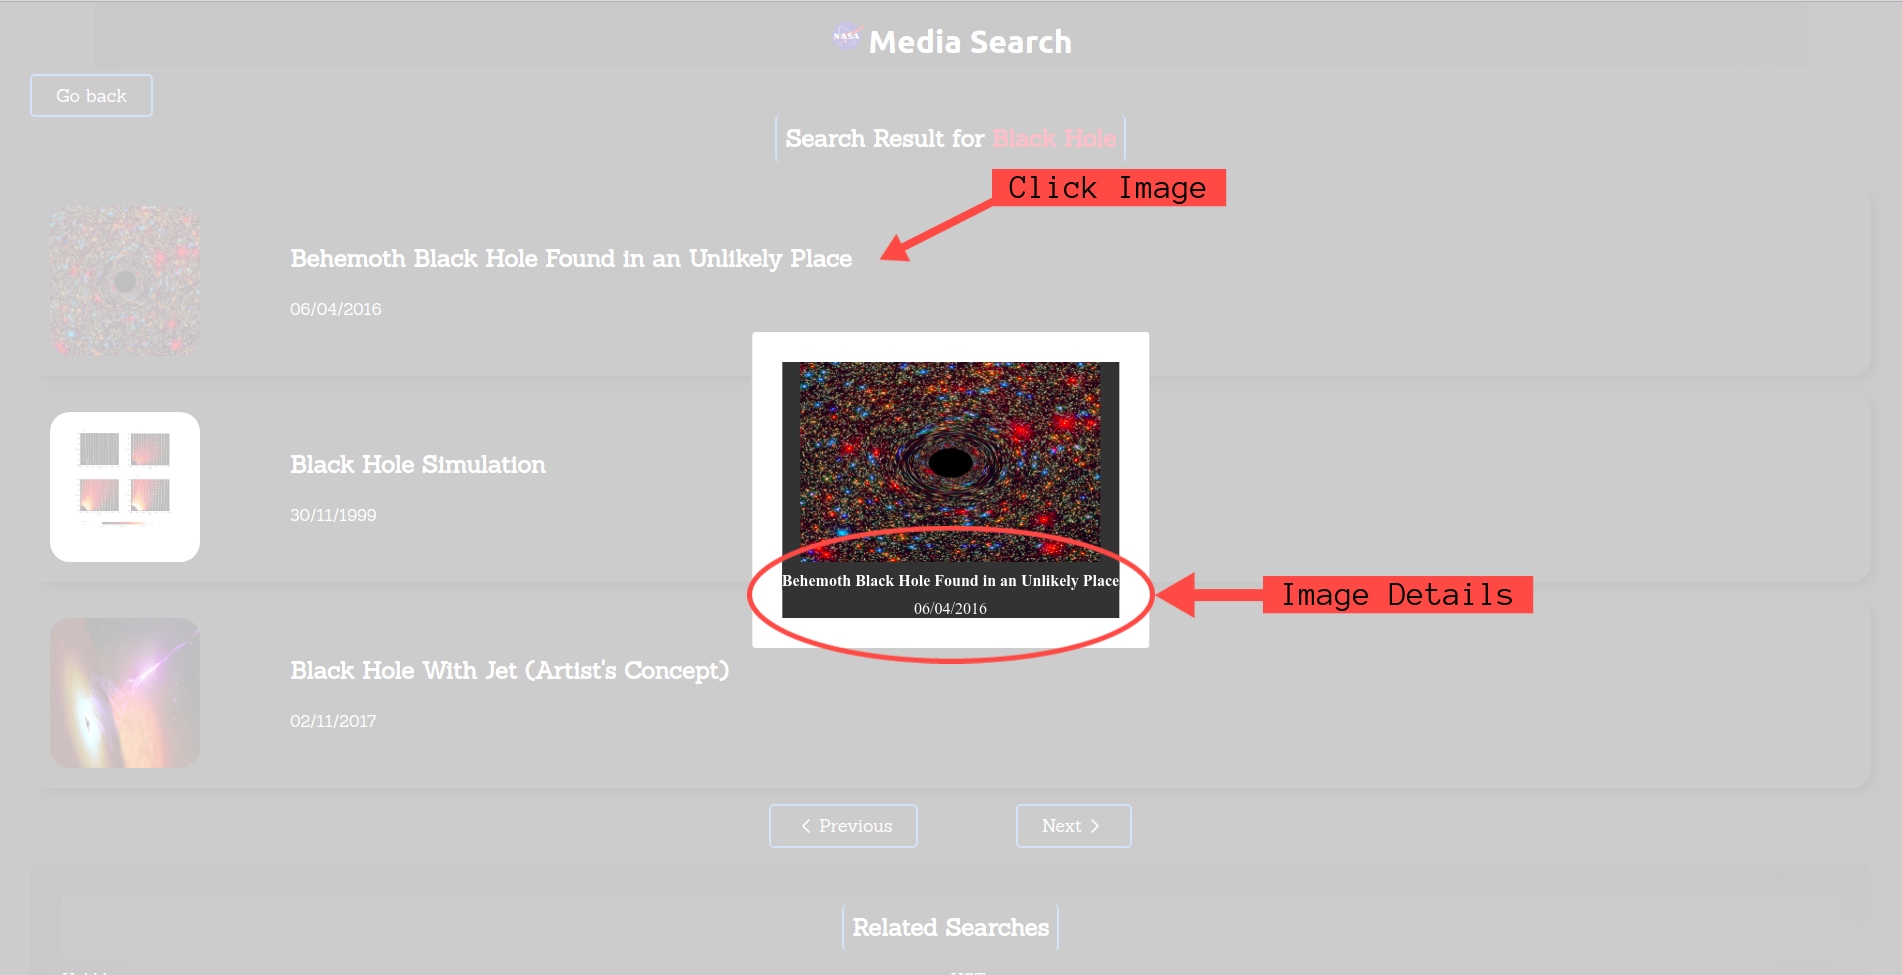 NASA Media Search
Go back
Search Result for Black Hole
Click Image
Behemoth Black Hole Found in an Unlikely Place
06/04/2016
Black Hole Simulation
30/11/1999
Behemoth Black Hole Found in an Unlikely Place
06/04/2016
Image Details
Black Hole With Jet (Artist's Concept)
02/11/2017
Previous
Next
Related Searches